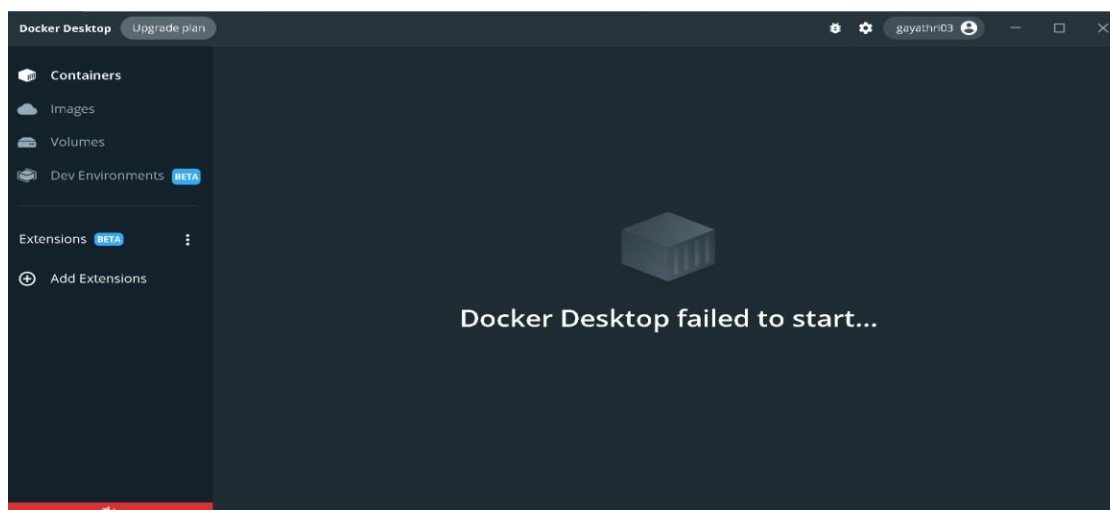 Docker Desktop Upgrade plan gayathri03
Containers
Images
Volumes
Dev Environments BETA
Extensions BETA
Add Extensions
Docker Desktop failed to start...